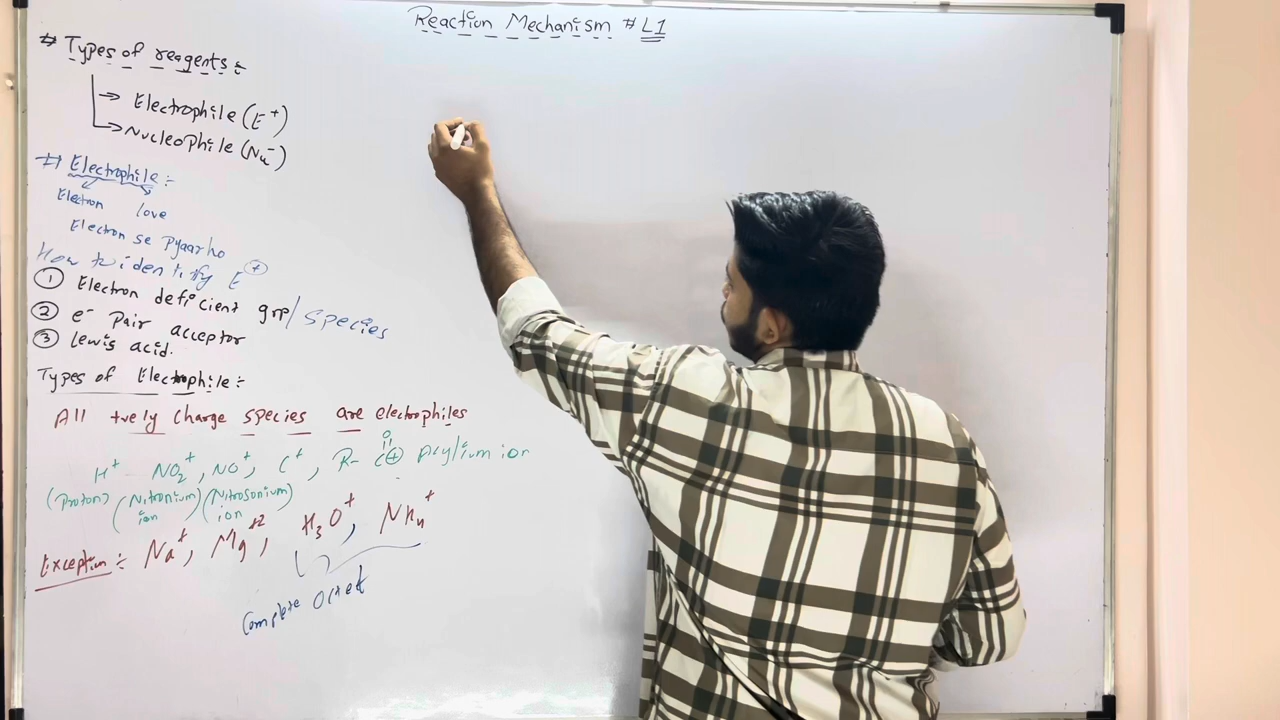 Reaction Mechanism # L1
# Types of reagents :-
→ Electrophile (E⁺)
→ Nucleophile (Nu⁻)
# Electrophile :-
Electron love
Electron se Pyaar ho
How to identify E⁺
① Electron deficient grp / Species
② e⁻ pair acceptor
③ Lewis acid.
Types of Electrophile :-
All +vely charge species are electrophiles
H⁺ NO₂⁺, NO⁺, C⁺, R-C⊕ Acylium ion
O
(Proton) (Nitronium ion) (Nitrosonium ion)
Exception :- Na⁺, Mg⁺², H₃O⁺, NH₄⁺
Complete Octet